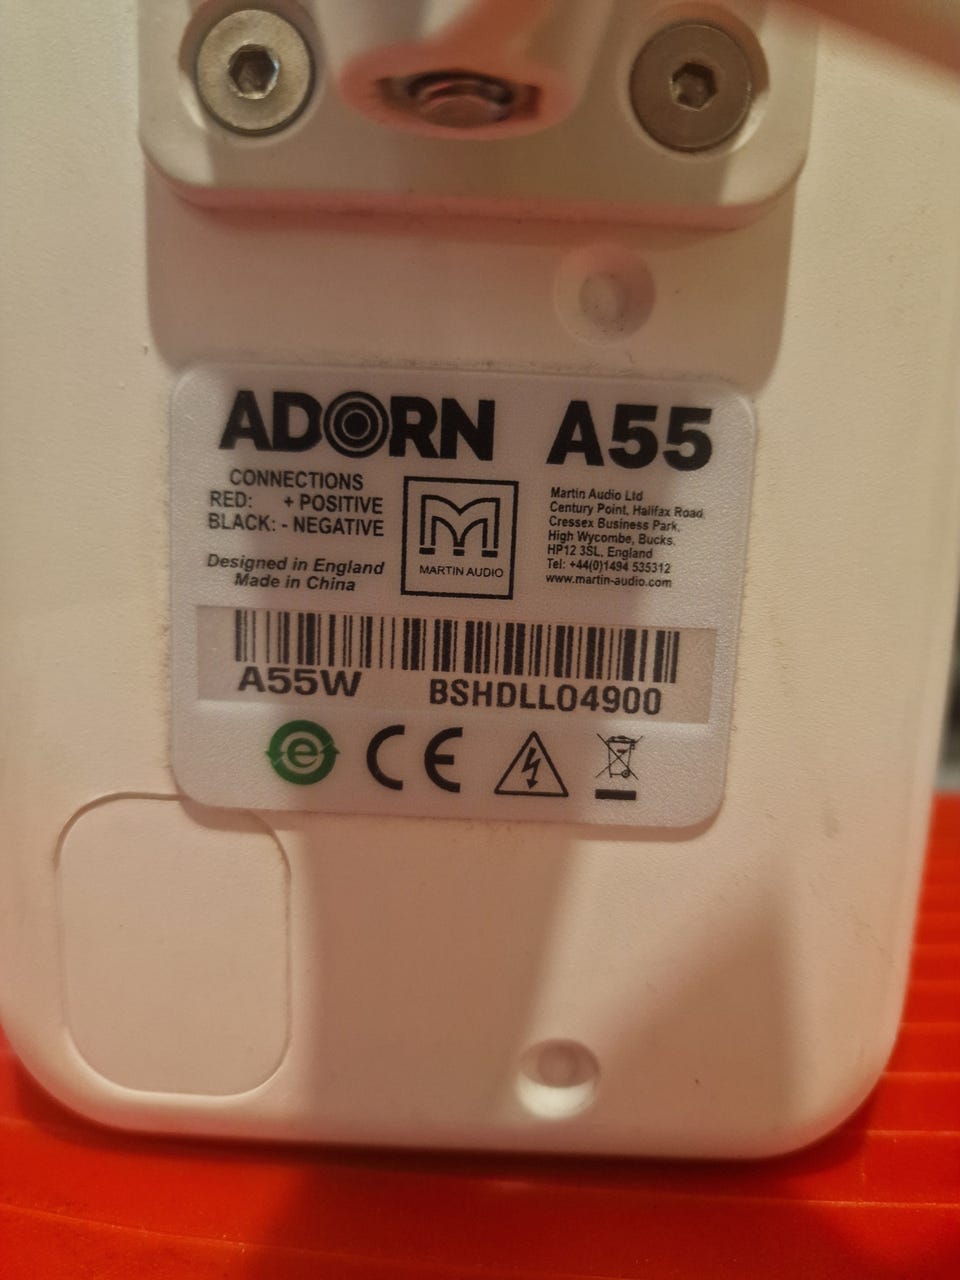 ADORN A55
CONNECTIONS
RED: + POSITIVE
BLACK: - NEGATIVE
Designed in England
Made in China
MARTIN AUDIO
Martin Audio Ltd
Century Point, Halifax Road,
Cressex Business Park,
High Wycombe, Bucks.
HP12 3SL, England
Tel: +44(0)1494 535312
www.martin-audio.com
A55W BSHDLL04900
e
CE